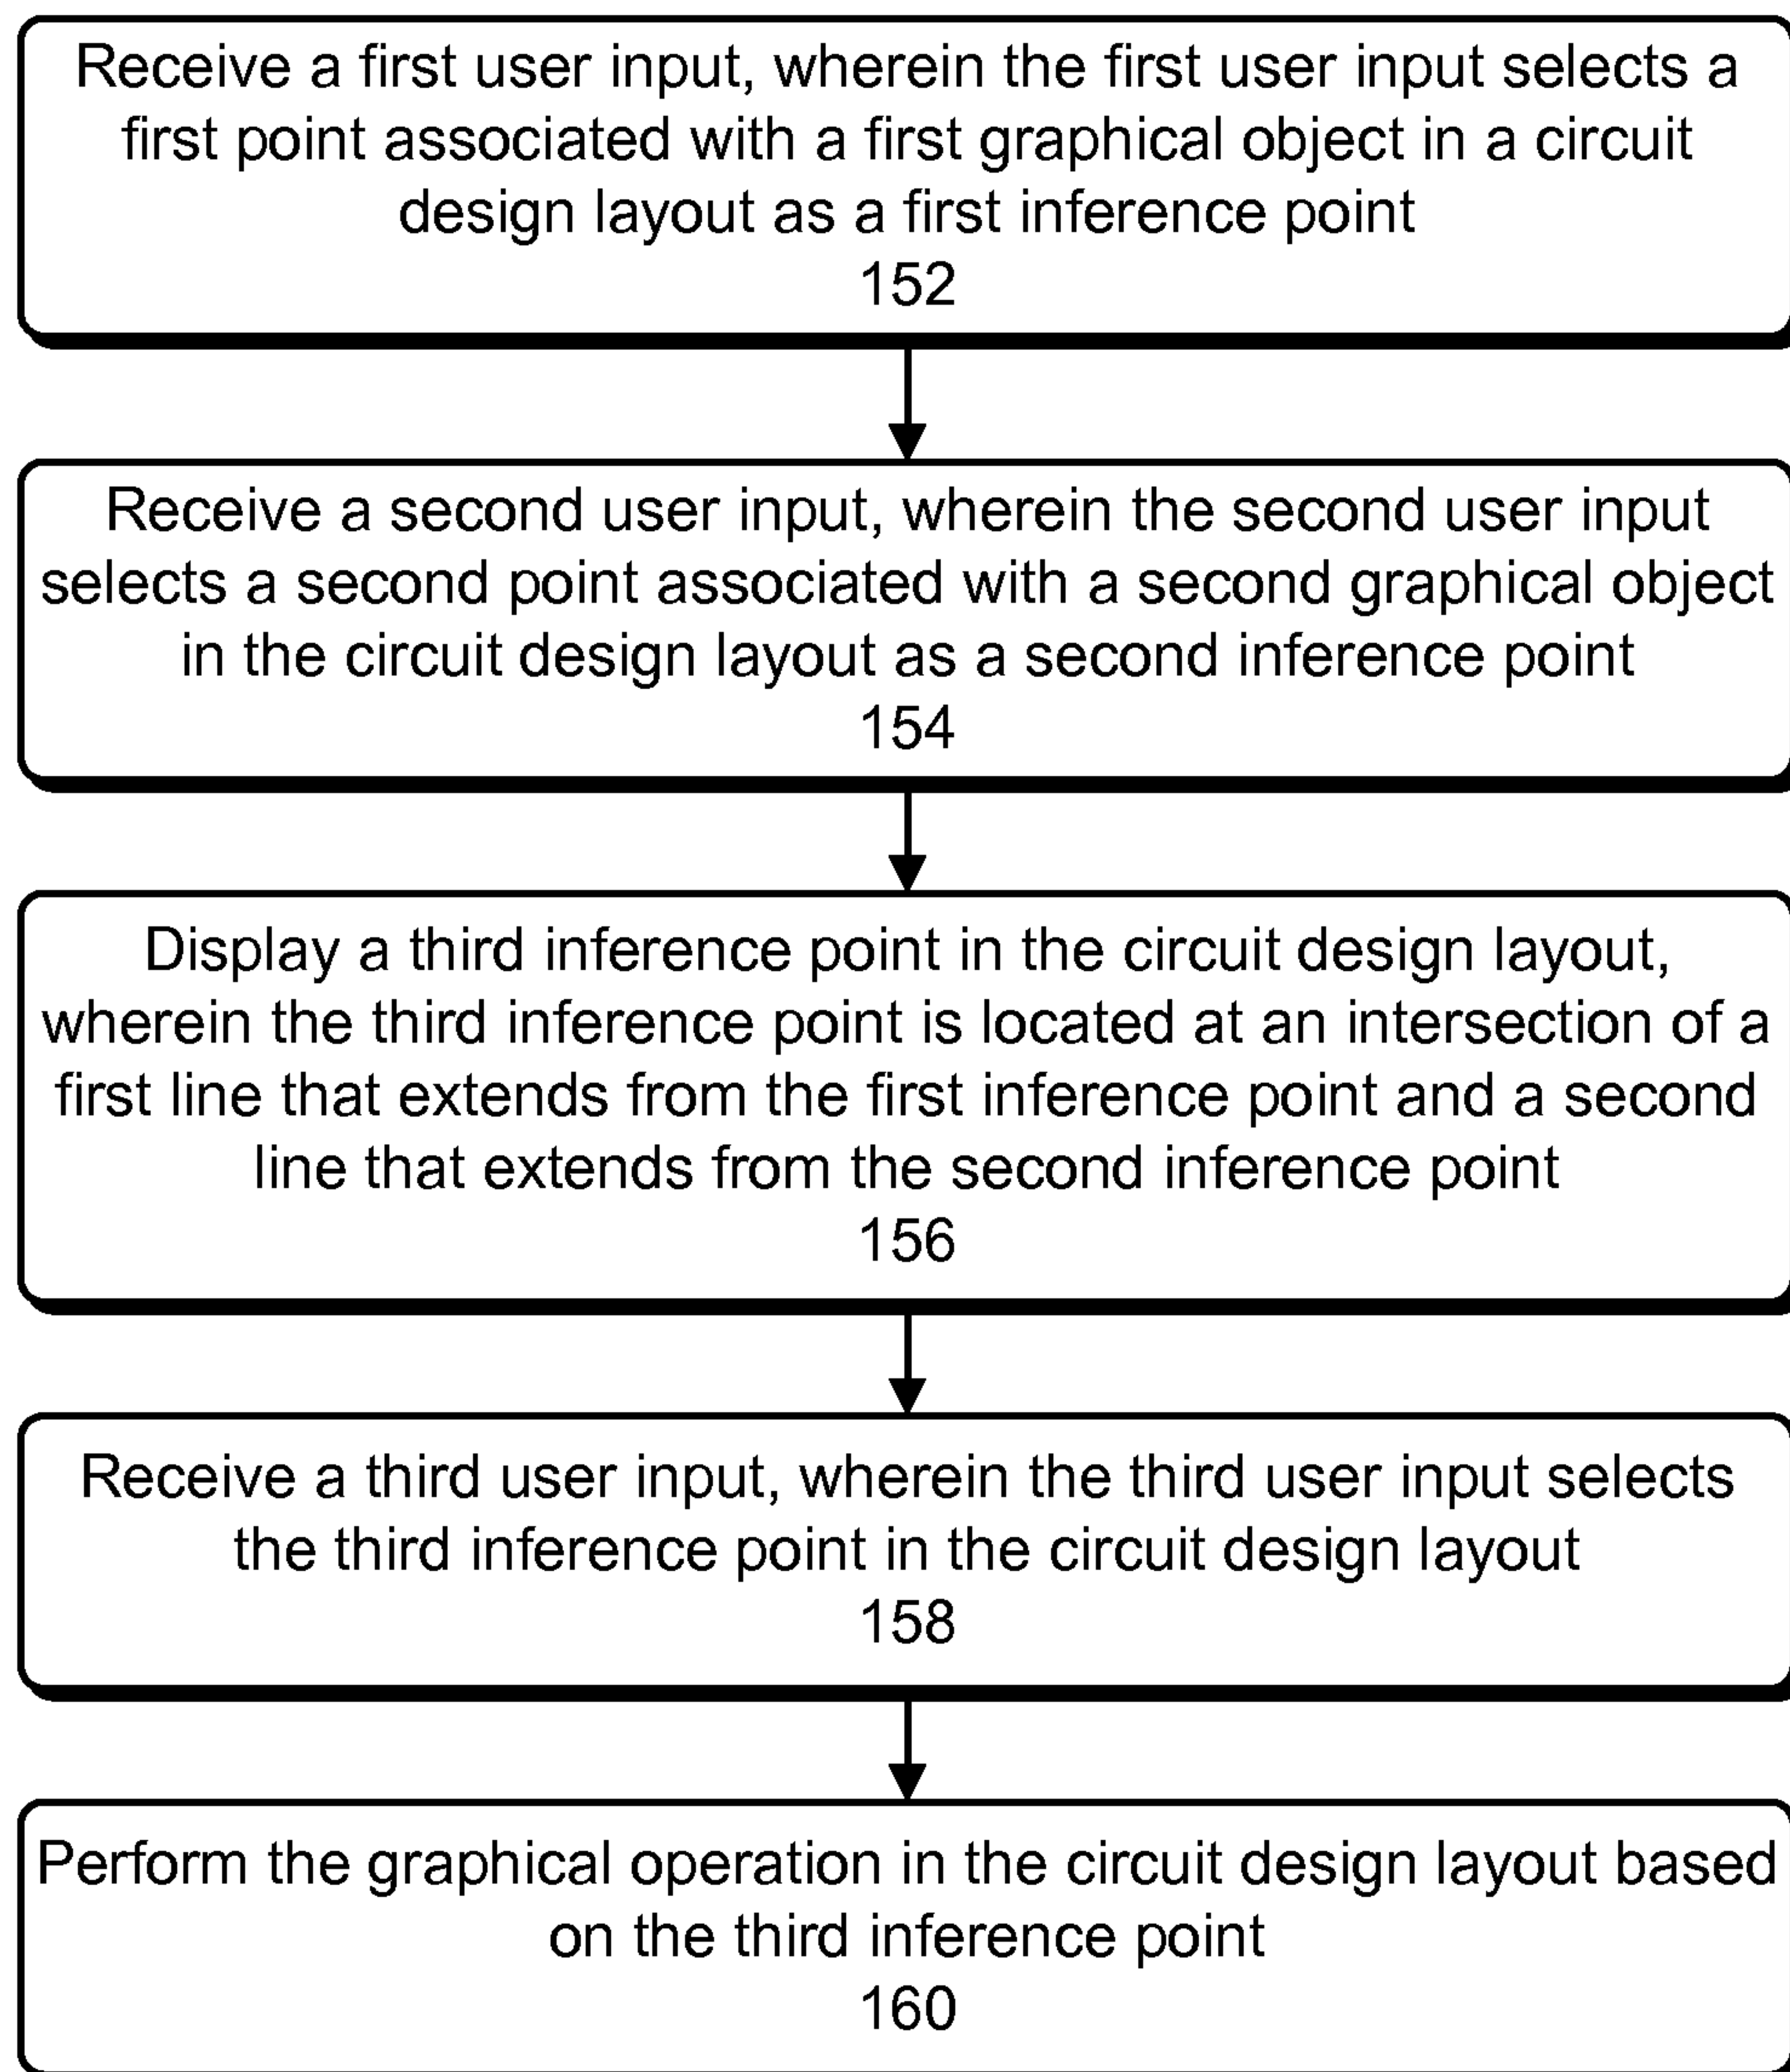 Receive a first user input, wherein the first user input selects a
first point associated with a first graphical object in a circuit
design layout as a first inference point
152
Receive a second user input, wherein the second user input
selects a second point associated with a second graphical object
in the circuit design layout as a second inference point
154
Display a third inference point in the circuit design layout,
wherein the third inference point is located at an intersection of a
first line that extends from the first inference point and a second
line that extends from the second inference point
156
Receive a third user input, wherein the third user input selects
the third inference point in the circuit design layout
158
Perform the graphical operation in the circuit design layout based
on the third inference point
160